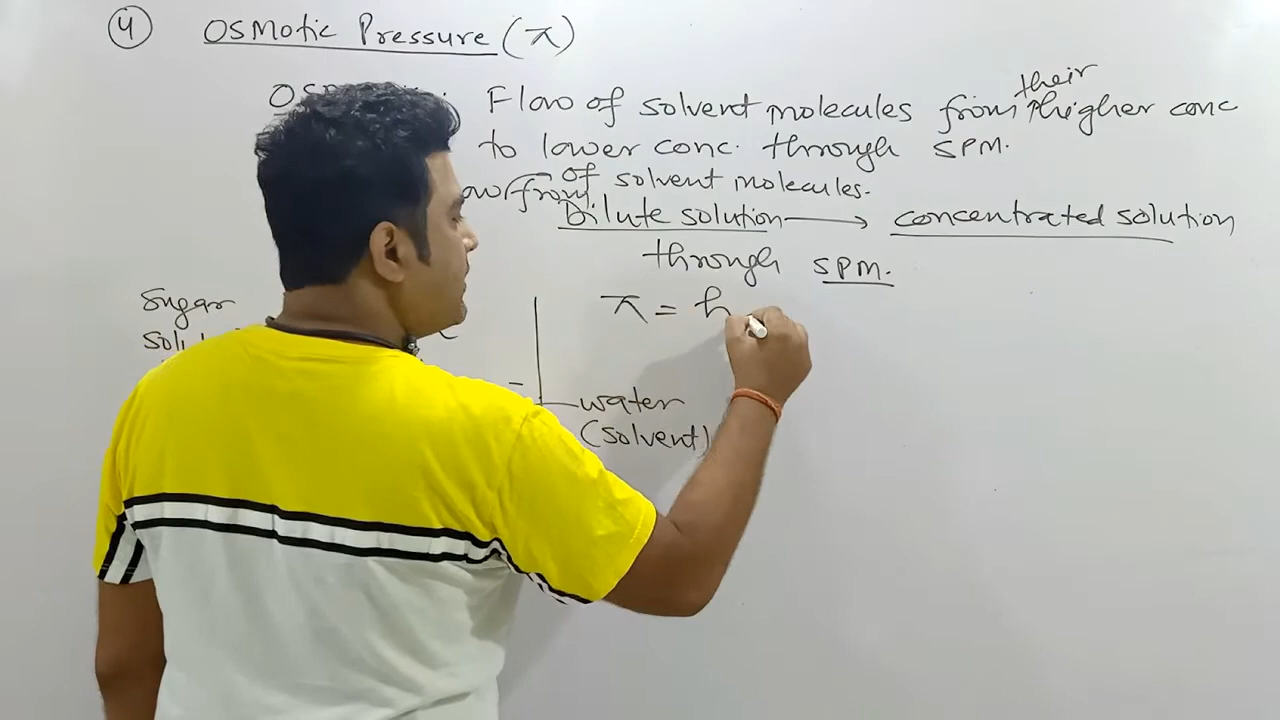 4 Osmotic Pressure (π)
Flow of solvent molecules from their higher conc
to lower conc. through SPM.
of solvent molecules.
from Dilute solution → concentrated solution
through SPM.
Sugar
π = h
water
(solvent)